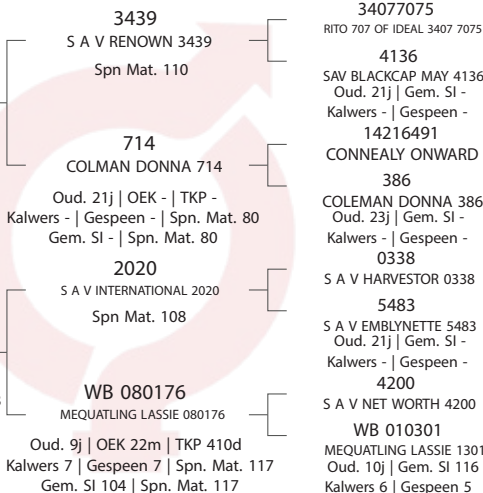 3439
S A V RENOWN 3439
Spn Mat. 110
714
COLMAN DONNA 714
Oud. 21j | OEK - | TKP -
Kalwers - | Gespeen - | Spn. Mat. 80
Gem. SI - | Spn. Mat. 80
2020
S A V INTERNATIONAL 2020
Spn Mat. 108
WB 080176
MEQUATLING LASSIE 080176
Oud. 9j | OEK 22m | TKP 410d
Kalwers 7 | Gespeen 7 | Spn. Mat. 117
Gem. SI 104 | Spn. Mat. 117
34077075
RITO 707 OF IDEAL 3407 7075
4136
SAV BLACKCAP MAY 4136
Oud. 21j | Gem. SI -
Kalwers - | Gespeen -
14216491
CONNEALY ONWARD
386
COLEMAN DONNA 386
Oud. 23j | Gem. SI -
Kalwers - | Gespeen -
0338
S A V HARVESTOR 0338
5483
S A V EMBLYNETTE 5483
Oud. 21j | Gem. SI -
Kalwers - | Gespeen -
4200
S A V NET WORTH 4200
WB 010301
MEQUATLING LASSIE 1301
Oud. 10j | Gem. SI 116
Kalwers 6 | Gespeen 5